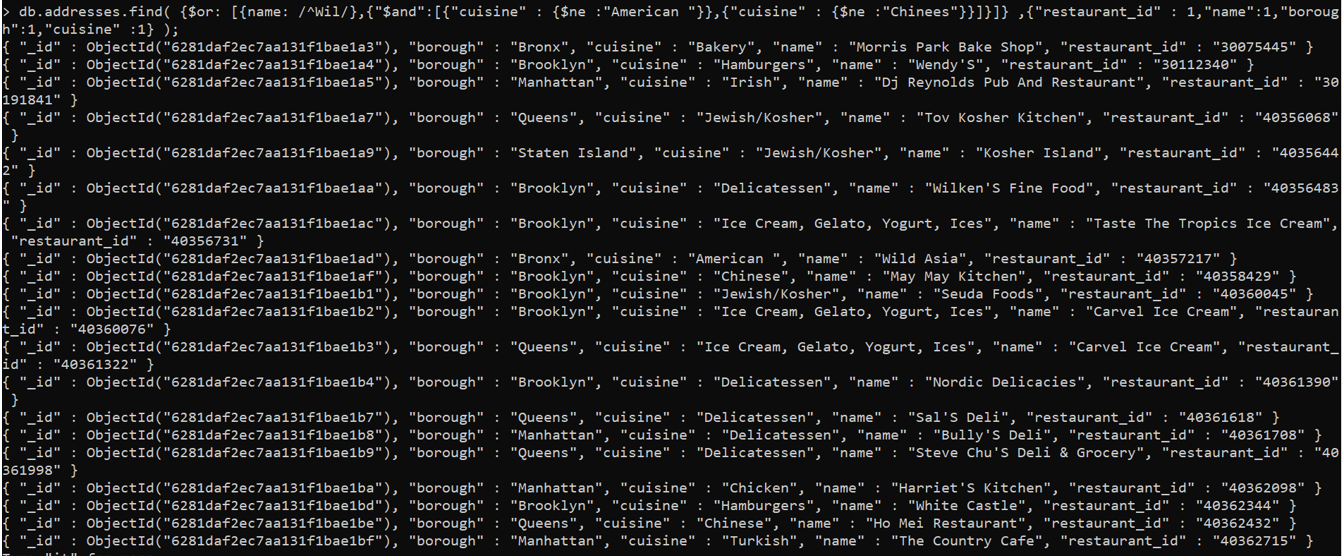 > db.addresses.find( {$or: [{name: /^Wil/},{"$and":[{"cuisine" : {$ne :"American "}},{"cuisine" : {$ne :"Chinees"}}]}]} ,{"restaurant_id" : 1,"name":1,"boroug
h":1,"cuisine" :1} );
{ "_id" : ObjectId("6281daf2ec7aa131f1bae1a3"), "borough" : "Bronx", "cuisine" : "Bakery", "name" : "Morris Park Bake Shop", "restaurant_id" : "30075445" }
{ "_id" : ObjectId("6281daf2ec7aa131f1bae1a4"), "borough" : "Brooklyn", "cuisine" : "Hamburgers", "name" : "Wendy'S", "restaurant_id" : "30112340" }
{ "_id" : ObjectId("6281daf2ec7aa131f1bae1a5"), "borough" : "Manhattan", "cuisine" : "Irish", "name" : "Dj Reynolds Pub And Restaurant", "restaurant_id" : "30
191841" }
{ "_id" : ObjectId("6281daf2ec7aa131f1bae1a7"), "borough" : "Queens", "cuisine" : "Jewish/Kosher", "name" : "Tov Kosher Kitchen", "restaurant_id" : "40356068"
 }
{ "_id" : ObjectId("6281daf2ec7aa131f1bae1a9"), "borough" : "Staten Island", "cuisine" : "Jewish/Kosher", "name" : "Kosher Island", "restaurant_id" : "4035644
2" }
{ "_id" : ObjectId("6281daf2ec7aa131f1bae1aa"), "borough" : "Brooklyn", "cuisine" : "Delicatessen", "name" : "Wilken'S Fine Food", "restaurant_id" : "40356483
" }
{ "_id" : ObjectId("6281daf2ec7aa131f1bae1ac"), "borough" : "Brooklyn", "cuisine" : "Ice Cream, Gelato, Yogurt, Ices", "name" : "Taste The Tropics Ice Cream",
 "restaurant_id" : "40356731" }
{ "_id" : ObjectId("6281daf2ec7aa131f1bae1ad"), "borough" : "Bronx", "cuisine" : "American ", "name" : "Wild Asia", "restaurant_id" : "40357217" }
{ "_id" : ObjectId("6281daf2ec7aa131f1bae1af"), "borough" : "Brooklyn", "cuisine" : "Chinese", "name" : "May May Kitchen", "restaurant_id" : "40358429" }
{ "_id" : ObjectId("6281daf2ec7aa131f1bae1b1"), "borough" : "Brooklyn", "cuisine" : "Jewish/Kosher", "name" : "Seuda Foods", "restaurant_id" : "40360045" }
{ "_id" : ObjectId("6281daf2ec7aa131f1bae1b2"), "borough" : "Brooklyn", "cuisine" : "Ice Cream, Gelato, Yogurt, Ices", "name" : "Carvel Ice Cream", "restauran
t_id" : "40360076" }
{ "_id" : ObjectId("6281daf2ec7aa131f1bae1b3"), "borough" : "Queens", "cuisine" : "Ice Cream, Gelato, Yogurt, Ices", "name" : "Carvel Ice Cream", "restaurant_
id" : "40361322" }
{ "_id" : ObjectId("6281daf2ec7aa131f1bae1b4"), "borough" : "Brooklyn", "cuisine" : "Delicatessen", "name" : "Nordic Delicacies", "restaurant_id" : "40361390"
 }
{ "_id" : ObjectId("6281daf2ec7aa131f1bae1b7"), "borough" : "Queens", "cuisine" : "Delicatessen", "name" : "Sal'S Deli", "restaurant_id" : "40361618" }
{ "_id" : ObjectId("6281daf2ec7aa131f1bae1b8"), "borough" : "Manhattan", "cuisine" : "Delicatessen", "name" : "Bully'S Deli", "restaurant_id" : "40361708" }
{ "_id" : ObjectId("6281daf2ec7aa131f1bae1b9"), "borough" : "Queens", "cuisine" : "Delicatessen", "name" : "Steve Chu'S Deli & Grocery", "restaurant_id" : "40
361998" }
{ "_id" : ObjectId("6281daf2ec7aa131f1bae1ba"), "borough" : "Manhattan", "cuisine" : "Chicken", "name" : "Harriet'S Kitchen", "restaurant_id" : "40362098" }
{ "_id" : ObjectId("6281daf2ec7aa131f1bae1bd"), "borough" : "Brooklyn", "cuisine" : "Hamburgers", "name" : "White Castle", "restaurant_id" : "40362344" }
{ "_id" : ObjectId("6281daf2ec7aa131f1bae1be"), "borough" : "Queens", "cuisine" : "Chinese", "name" : "Ho Mei Restaurant", "restaurant_id" : "40362432" }
{ "_id" : ObjectId("6281daf2ec7aa131f1bae1bf"), "borough" : "Manhattan", "cuisine" : "Turkish", "name" : "The Country Cafe", "restaurant_id" : "40362715" }